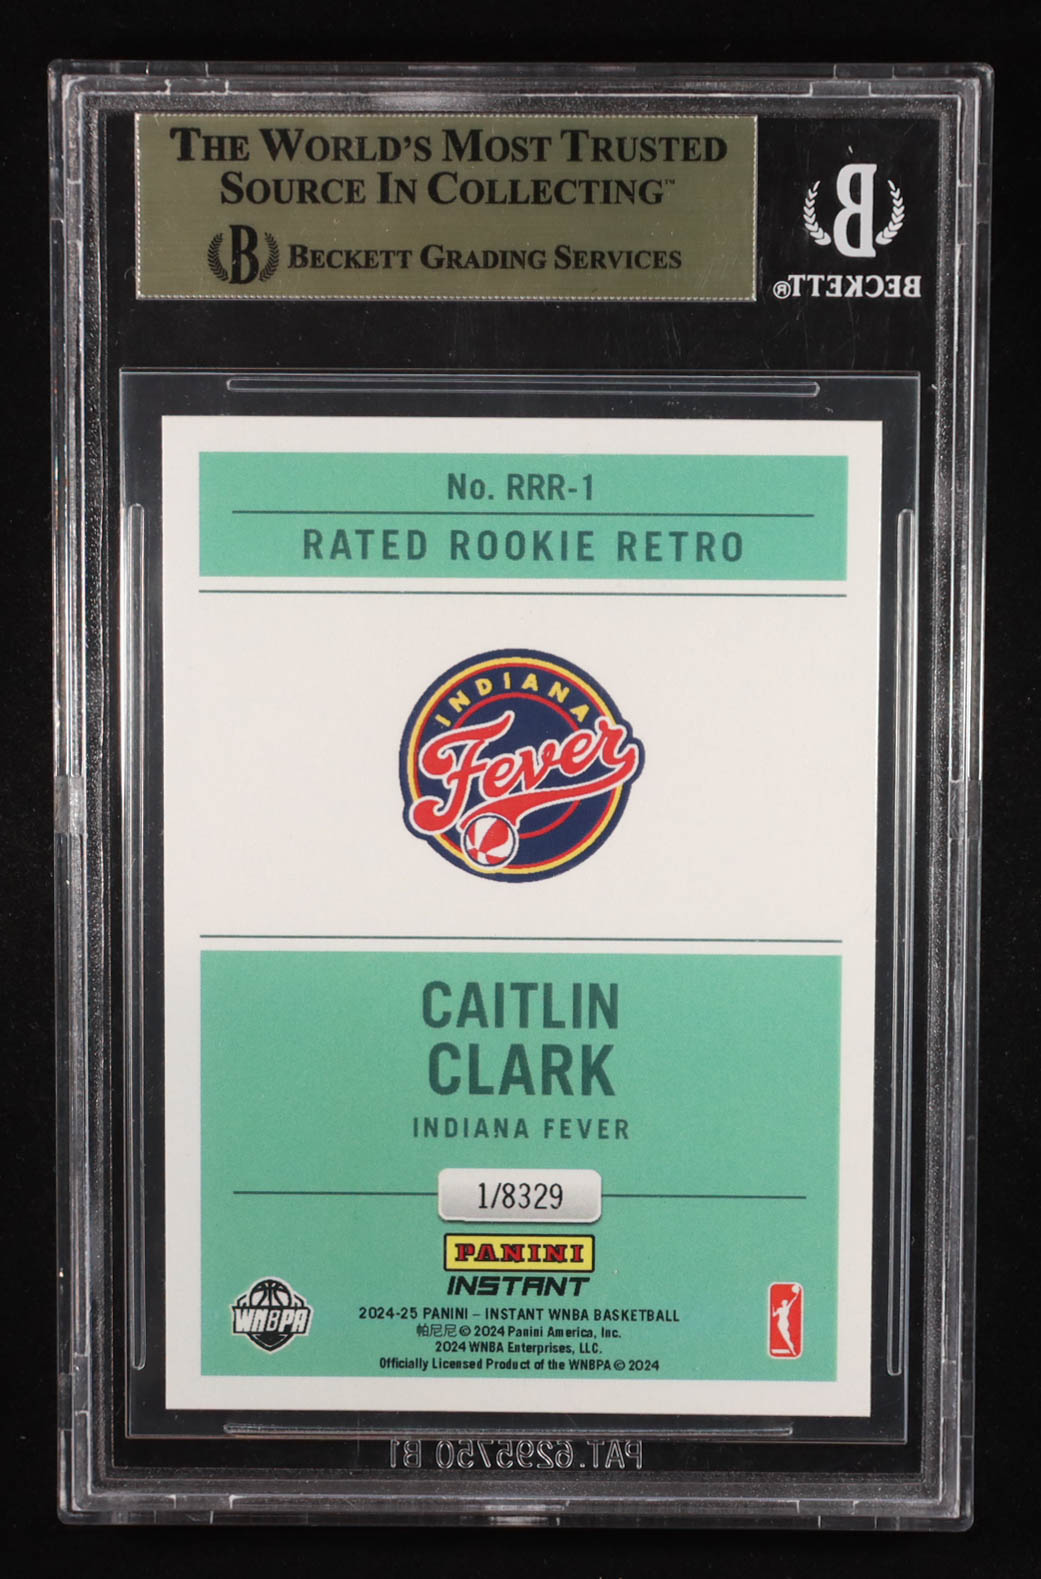 THE WORLD'S MOST TRUSTED
SOURCE IN COLLECTING™
B BECKETT GRADING SERVICES
B
BECKETT®
No. RRR-1
RATED ROOKIE RETRO
INDIANA
Fever
CAITLIN
CLARK
INDIANA FEVER
1/8329
PANINI
INSTANT
WNBPA
2024-25 PANINI – INSTANT WNBA BASKETBALL
帕尼尼 © 2024 Panini America, Inc.
2024 WNBA Enterprises, LLC.
Officially Licensed Product of the WNBPA © 2024
PAT. 6295750 B1